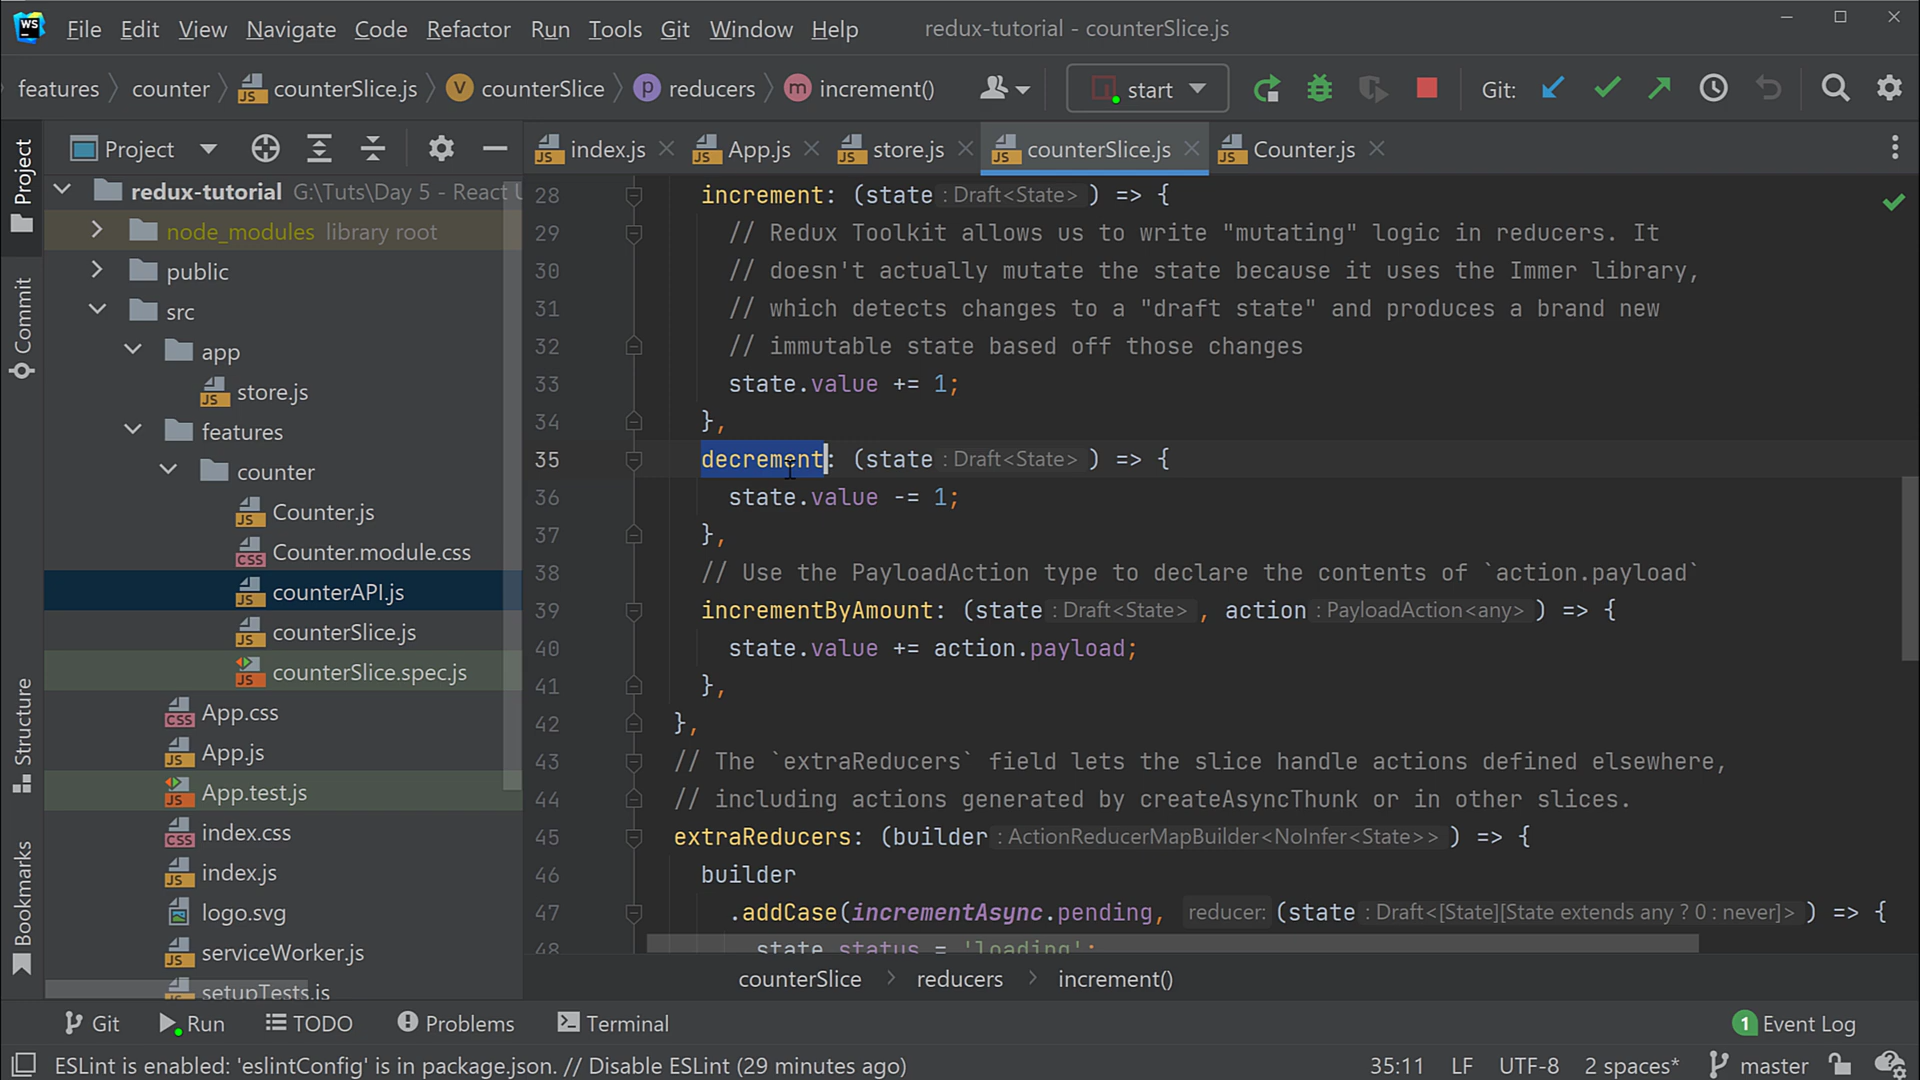 WS File Edit View Navigate Code Refactor Run Tools Git Window Help redux-tutorial - counterSlice.js
features counter counterSlice.js v counterSlice p reducers m increment() start Git:
Project index.js App.js store.js counterSlice.js Counter.js
Project
Commit
Structure
Bookmarks
redux-tutorial G:\Tuts\Day 5 - React U
node_modules library root
public
src
app
store.js
features
counter
Counter.js
Counter.module.css
counterAPI.js
counterSlice.js
counterSlice.spec.js
App.css
App.js
App.test.js
index.css
index.js
logo.svg
serviceWorker.js
setupTests.js
28 increment: (state : Draft<State> ) => {
29 // Redux Toolkit allows us to write "mutating" logic in reducers. It
30 // doesn't actually mutate the state because it uses the Immer library,
31 // which detects changes to a "draft state" and produces a brand new
32 // immutable state based off those changes
33 state.value += 1;
34 },
35 decrement: (state : Draft<State> ) => {
36 state.value -= 1;
37 },
38 // Use the PayloadAction type to declare the contents of `action.payload`
39 incrementByAmount: (state : Draft<State> , action : PayloadAction<any> ) => {
40 state.value += action.payload;
41 },
42 },
43 // The `extraReducers` field lets the slice handle actions defined elsewhere,
44 // including actions generated by createAsyncThunk or in other slices.
45 extraReducers: (builder : ActionReducerMapBuilder<NoInfer<State>> ) => {
46 builder
47 .addCase(incrementAsync.pending, reducer: (state : Draft<[State][State extends any ? 0 : never]> ) => {
48 state.status = 'loading';
counterSlice reducers increment()
Git Run TODO Problems Terminal 1 Event Log
ESLint is enabled: 'eslintConfig' is in package.json. // Disable ESLint (29 minutes ago) 35:11 LF UTF-8 2 spaces* master